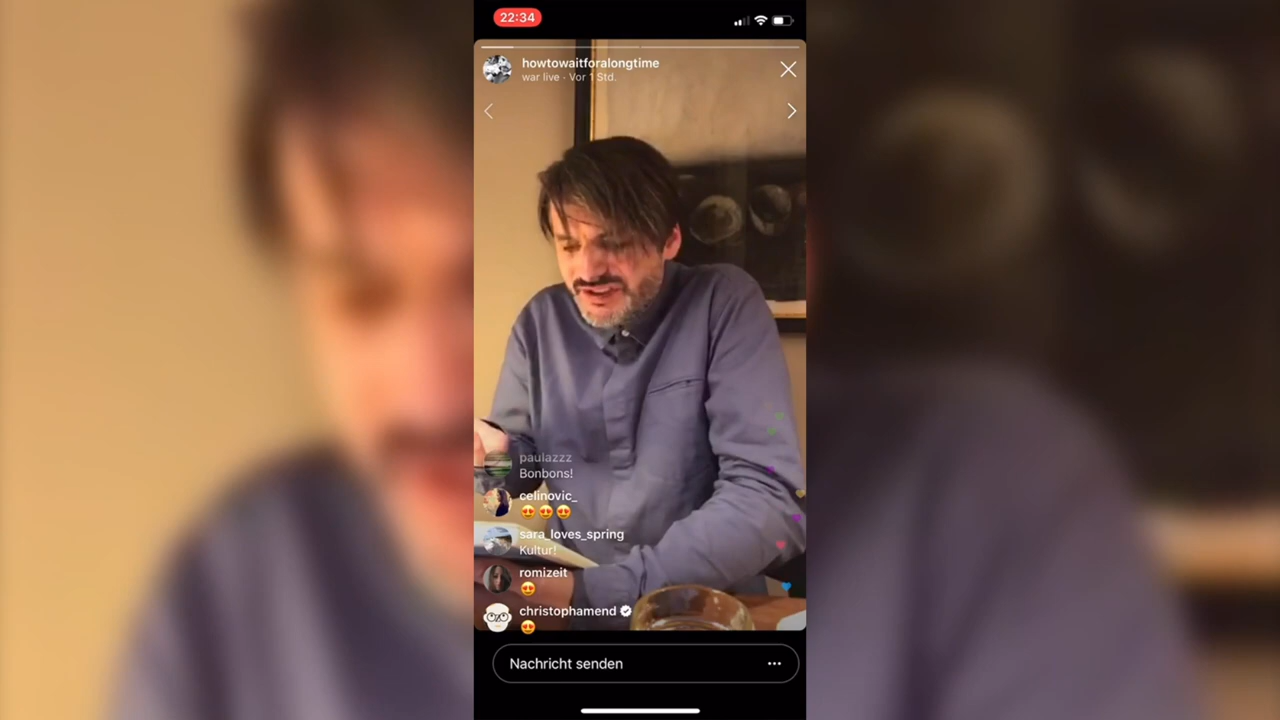 22:34
howtowaitforalongtime
war live · Vor 1 Std.
paulazzz
Bonbons!
celinovic_
😍😍😍
sara_loves_spring
Kultur!
romizeit
😍
christophamend
😍
Nachricht senden